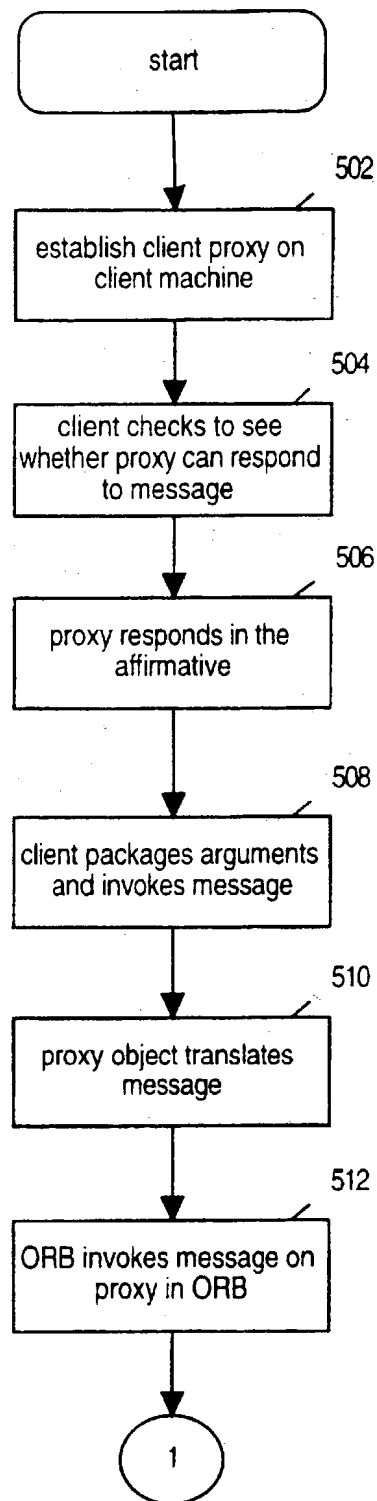 start
502
establish client proxy on
client machine
504
client checks to see
whether proxy can respond
to message
506
proxy responds in the
affirmative
508
client packages arguments
and invokes message
510
proxy object translates
message
512
ORB invokes message on
proxy in ORB
1